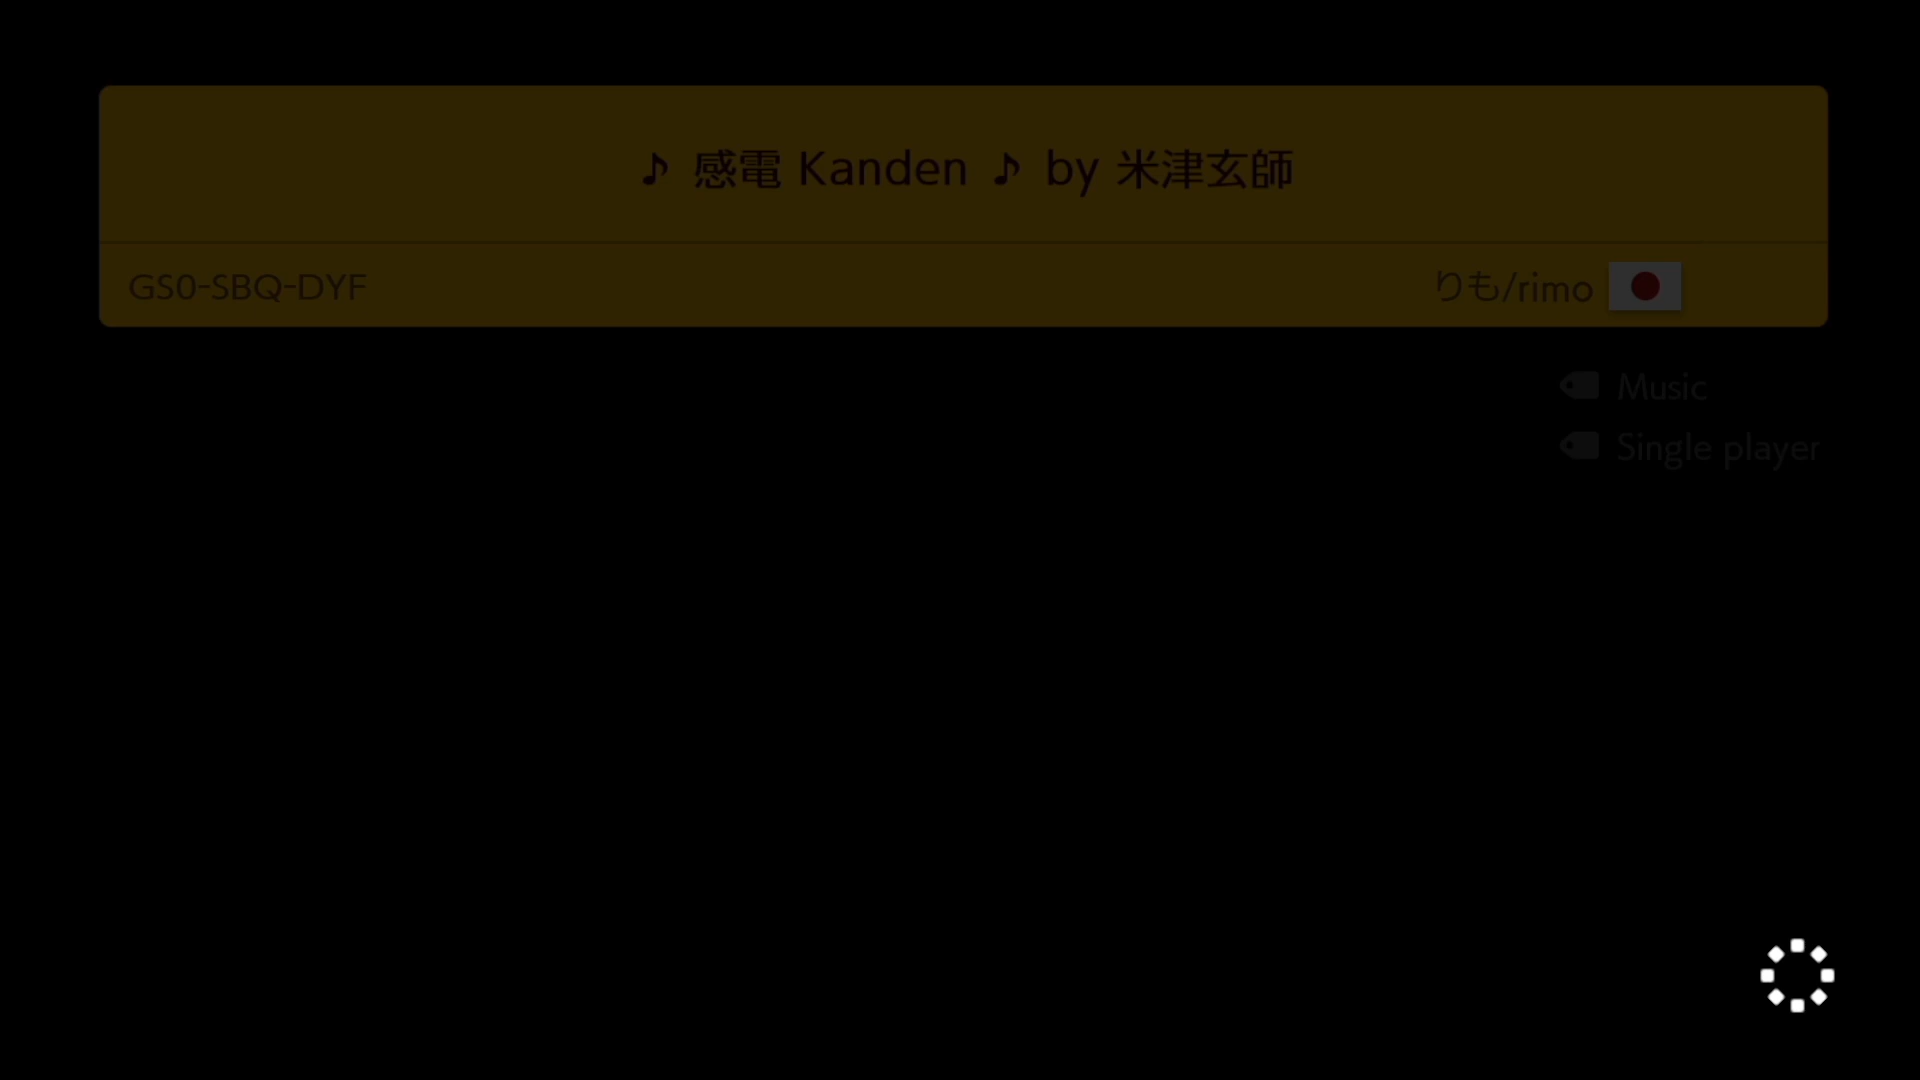 ♪ 感電 Kanden ♪ by 米津玄師
GS0-SBQ-DYF
りも/rimo
Music
Single player